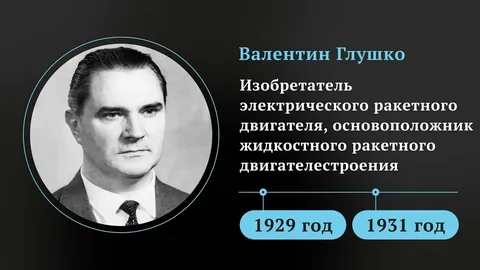 Валентин Глушко
Изобретатель
электрического ракетного
двигателя, основоположник
жидкостного ракетного
двигателестроения
1929 год 1931 год